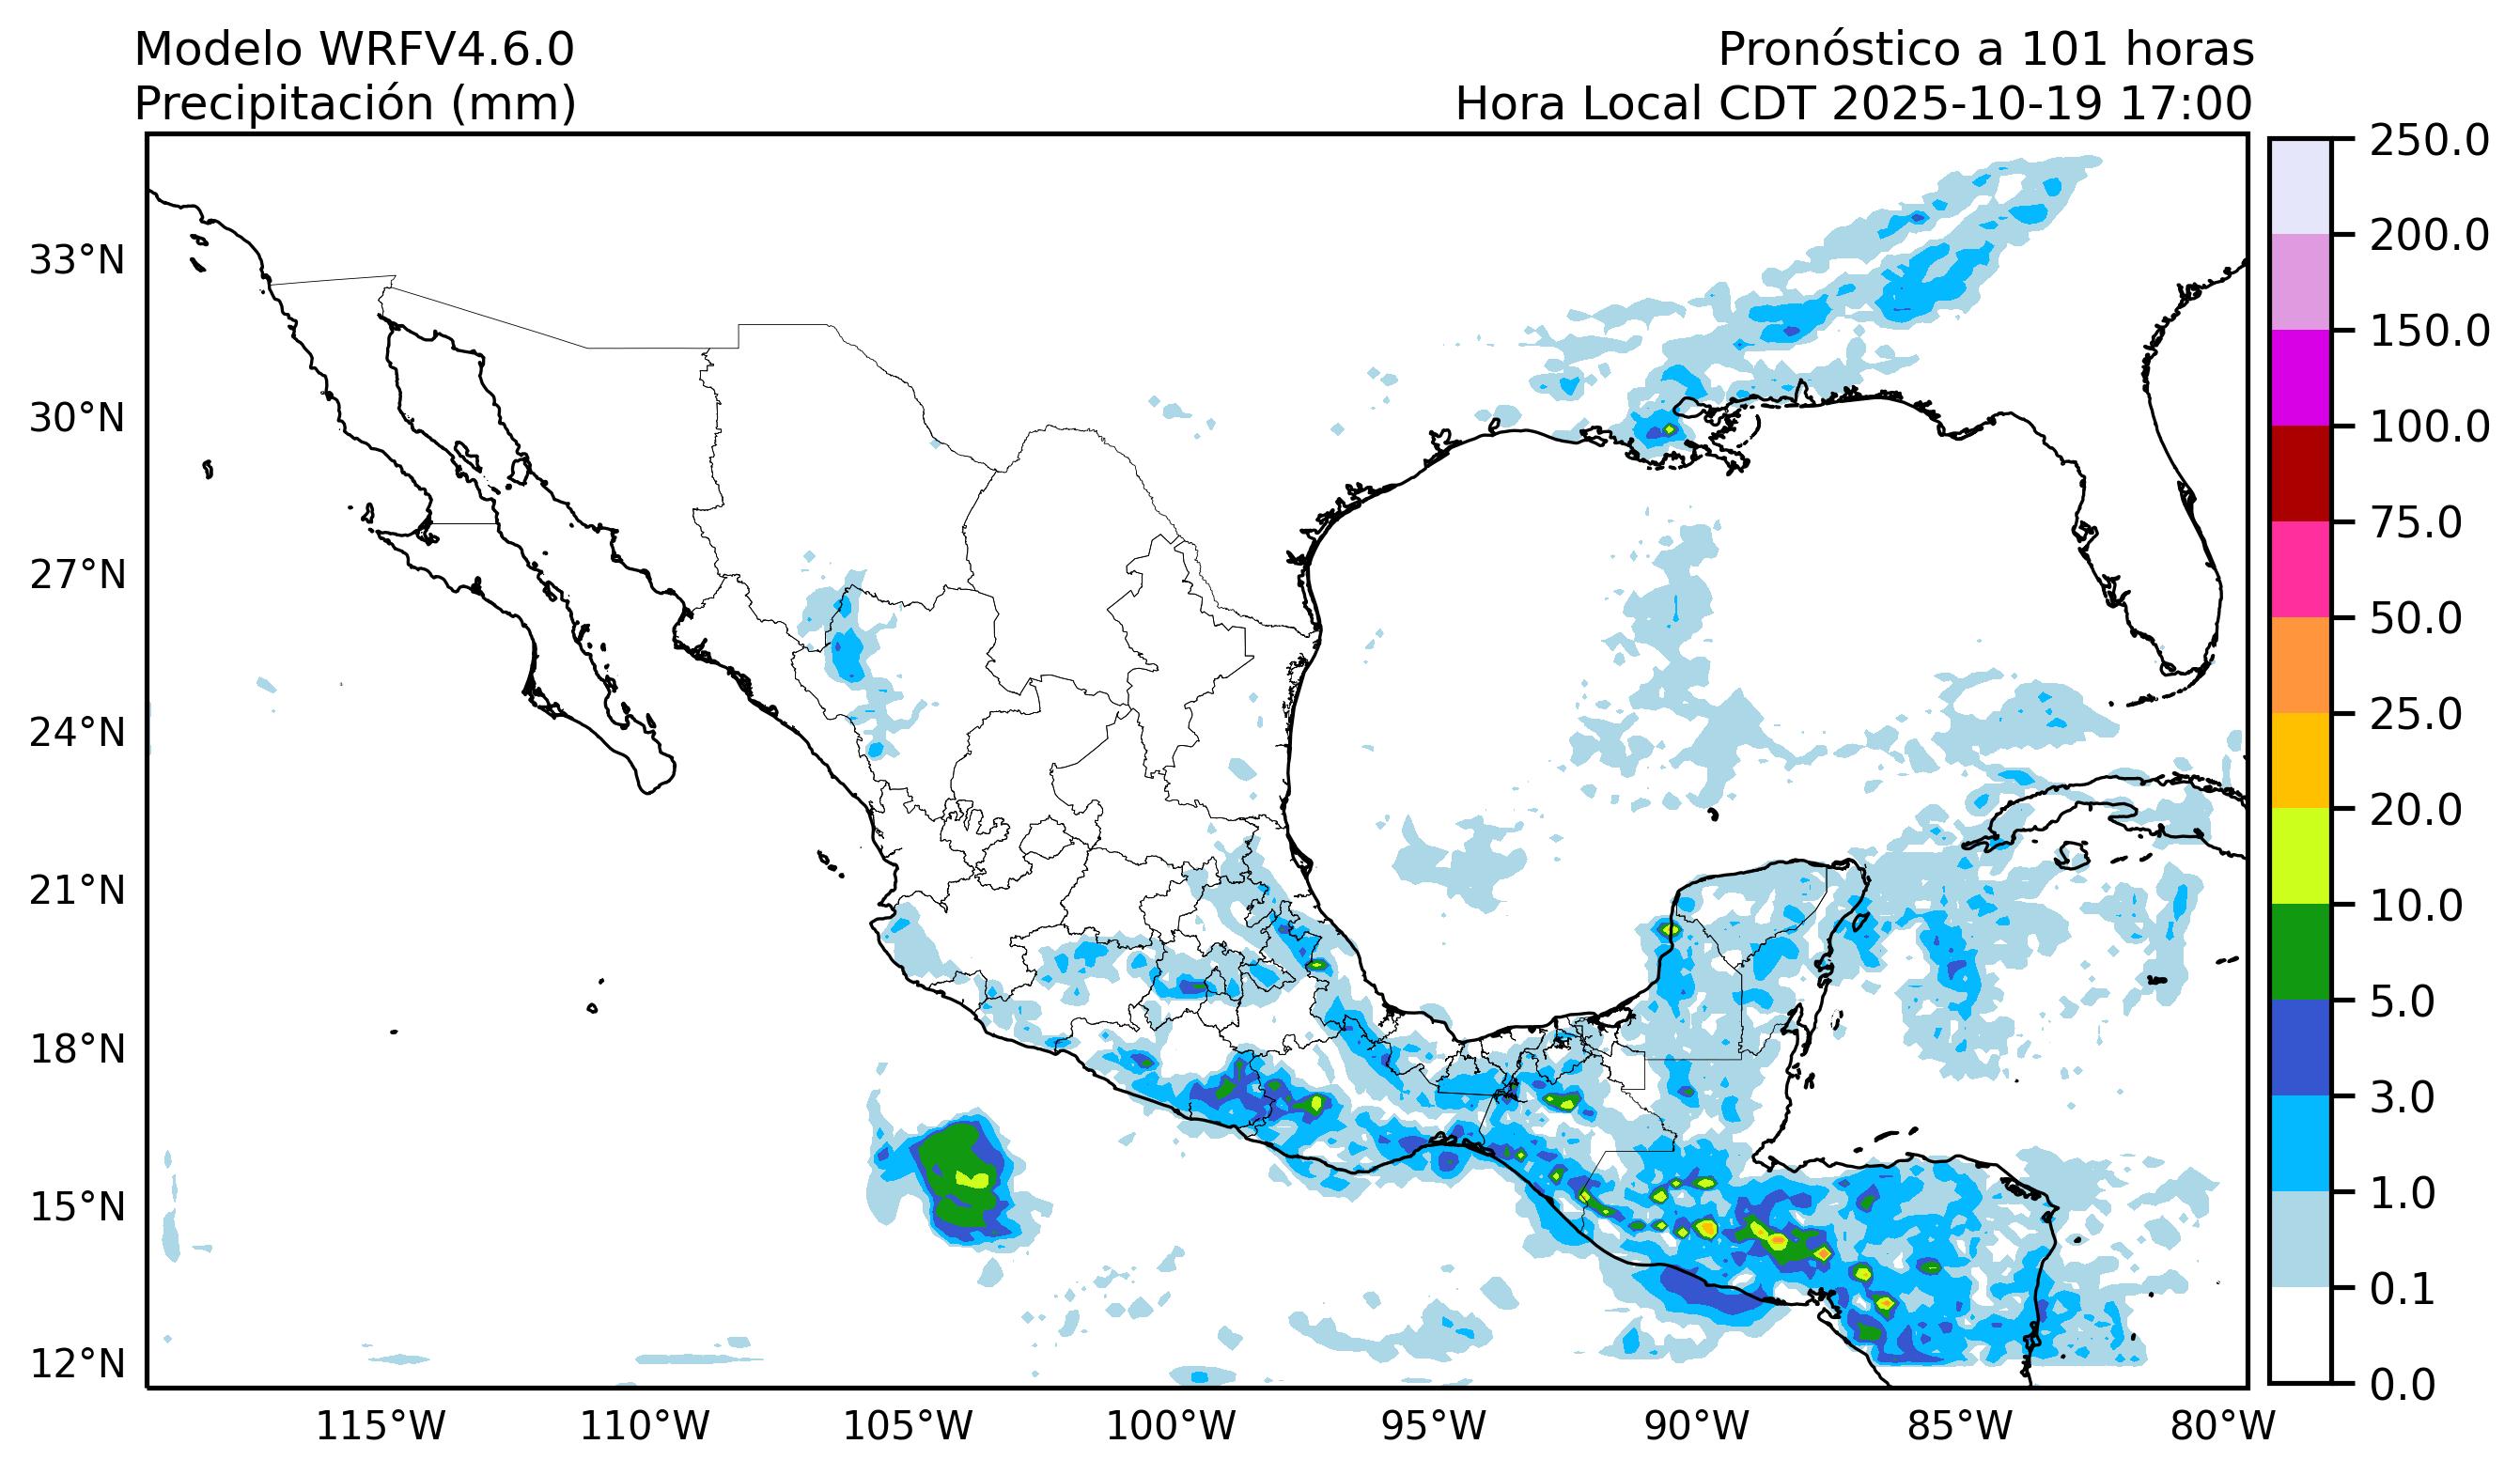 Modelo WRFV4.6.0
Precipitación (mm)
Pronóstico a 101 horas
Hora Local CDT 2025-10-19 17:00
33°N
30°N
27°N
24°N
21°N
18°N
15°N
12°N
115°W
110°W
105°W
100°W
95°W
90°W
85°W
80°W
250.0
200.0
150.0
100.0
75.0
50.0
25.0
20.0
10.0
5.0
3.0
1.0
0.1
0.0